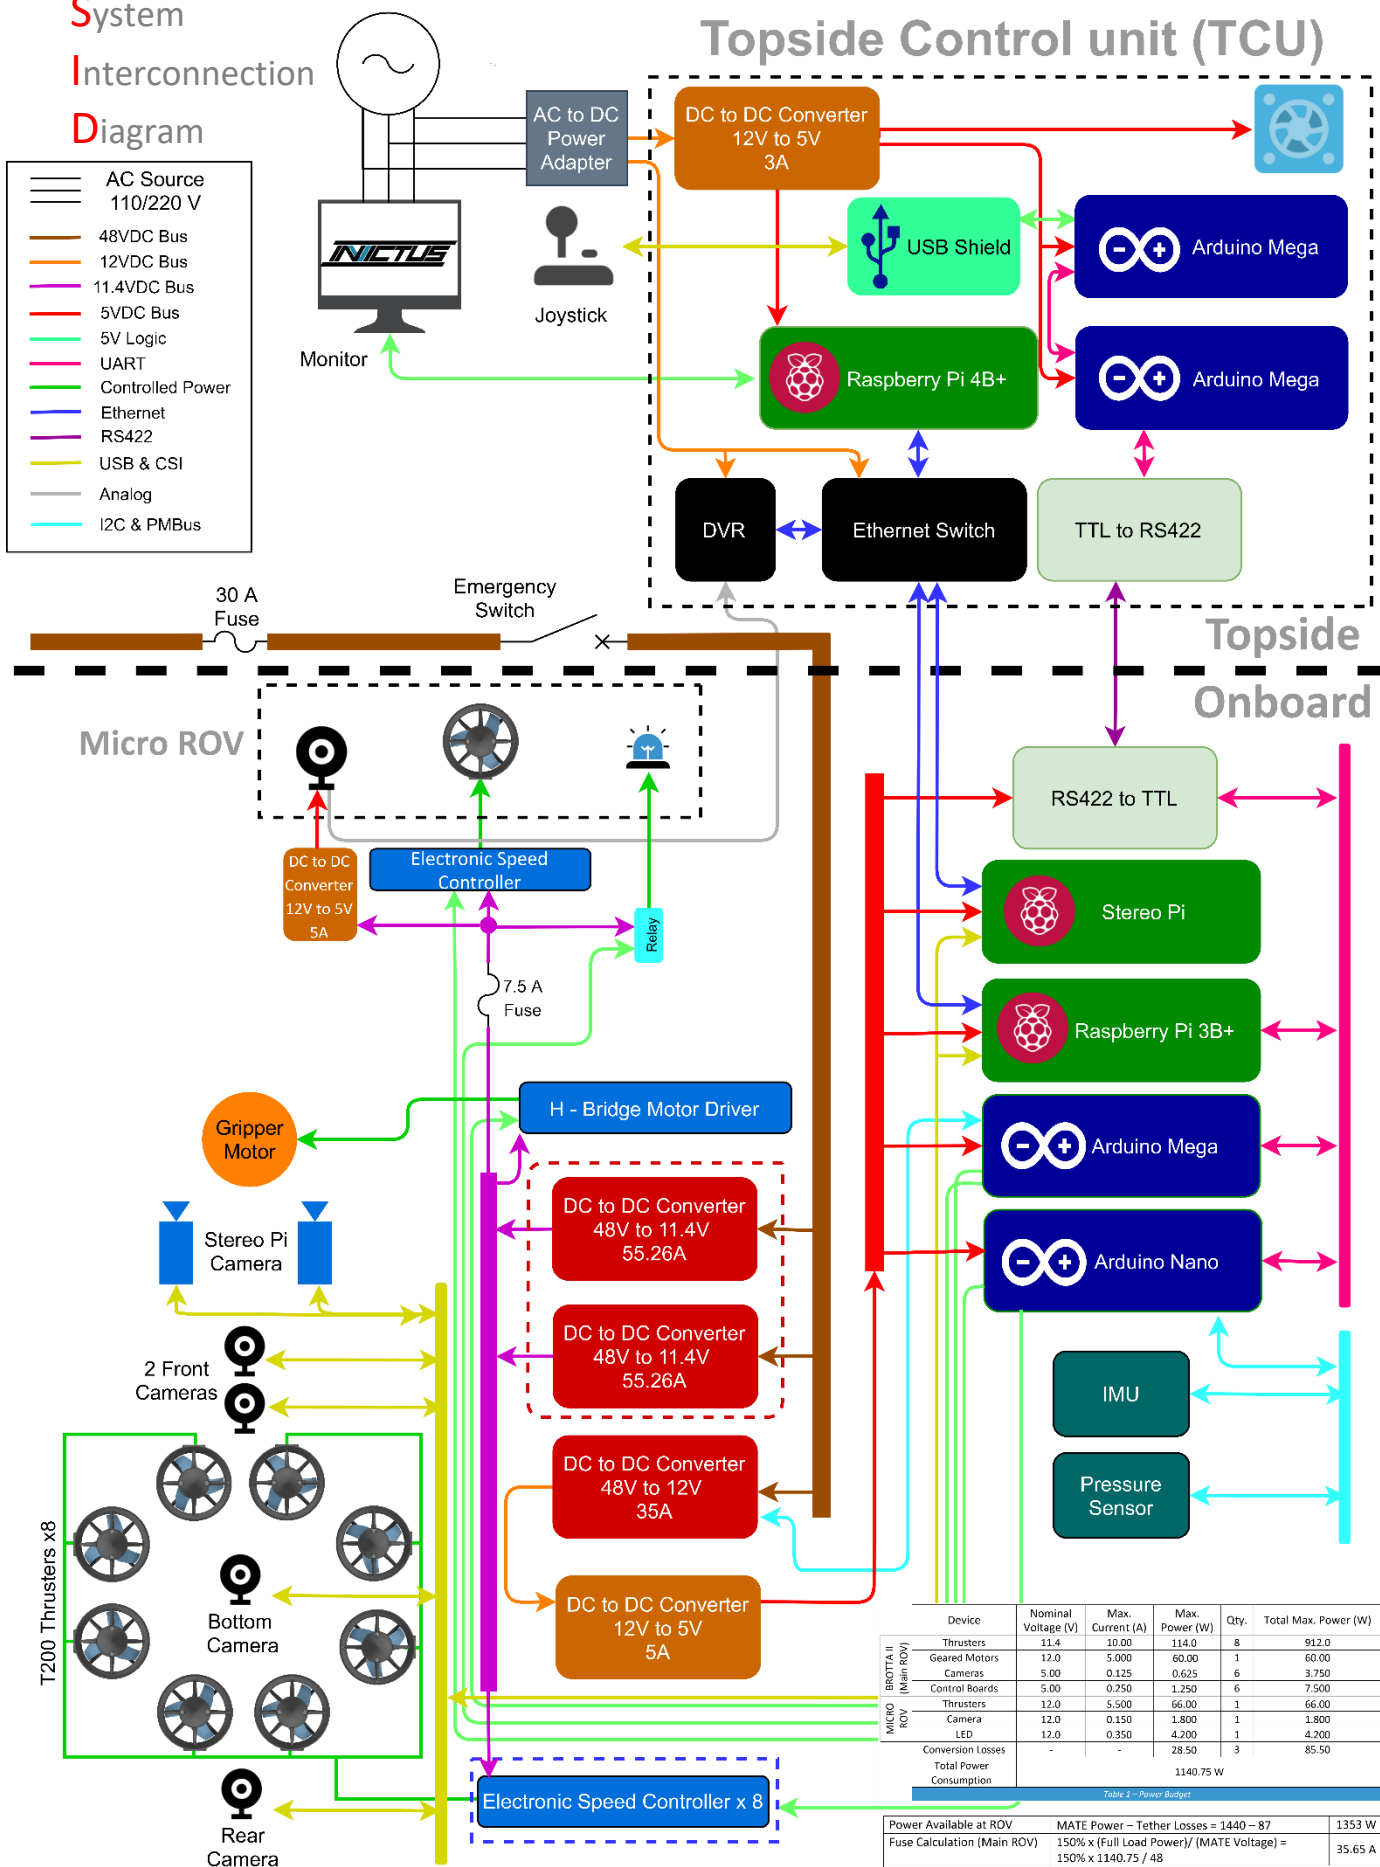 System
Interconnection
Diagram
Topside Control unit (TCU)
AC Source
110/220 V
48VDC Bus
12VDC Bus
11.4VDC Bus
5VDC Bus
5V Logic
UART
Controlled Power
Ethernet
RS422
USB & CSI
Analog
I2C & PMBus
INVICTUS
Monitor
AC to DC
Power
Adapter
Joystick
DC to DC Converter
12V to 5V
3A
USB Shield
Arduino Mega
Raspberry Pi 4B+
Arduino Mega
DVR
Ethernet Switch
TTL to RS422
30 A
Fuse
Emergency
Switch
Topside
Onboard
Micro ROV
DC to DC
Converter
12V to 5V
5A
Electronic Speed
Controller
Relay
7.5 A
Fuse
RS422 to TTL
Stereo Pi
Raspberry Pi 3B+
Arduino Mega
Arduino Nano
IMU
Pressure
Sensor
H - Bridge Motor Driver
Gripper
Motor
DC to DC Converter
48V to 11.4V
55.26A
DC to DC Converter
48V to 11.4V
55.26A
DC to DC Converter
48V to 12V
35A
DC to DC Converter
12V to 5V
5A
Stereo Pi
Camera
2 Front
Cameras
T200 Thrusters x8
Bottom
Camera
Rear
Camera
Electronic Speed Controller x 8
Device Nominal Voltage (V) Max. Current (A) Max. Power (W) Qty. Total Max. Power (W)
BROTTA II (Main ROV)
Thrusters 11.4 10.00 114.0 8 912.0
Geared Motors 12.0 5.000 60.00 1 60.00
Cameras 5.00 0.125 0.625 6 3.750
Control Boards 5.00 0.250 1.250 6 7.500
MICRO ROV
Thrusters 12.0 5.500 66.00 1 66.00
Camera 12.0 0.150 1.800 1 1.800
LED 12.0 0.350 4.200 1 4.200
Conversion Losses - - 28.50 3 85.50
Total Power Consumption 1140.75 W
Table 1 – Power Budget
Power Available at ROV MATE Power – Tether Losses = 1440 – 87 1353 W
Fuse Calculation (Main ROV) 150% x (Full Load Power)/ (MATE Voltage) = 35.65 A
150% x 1140.75 / 48